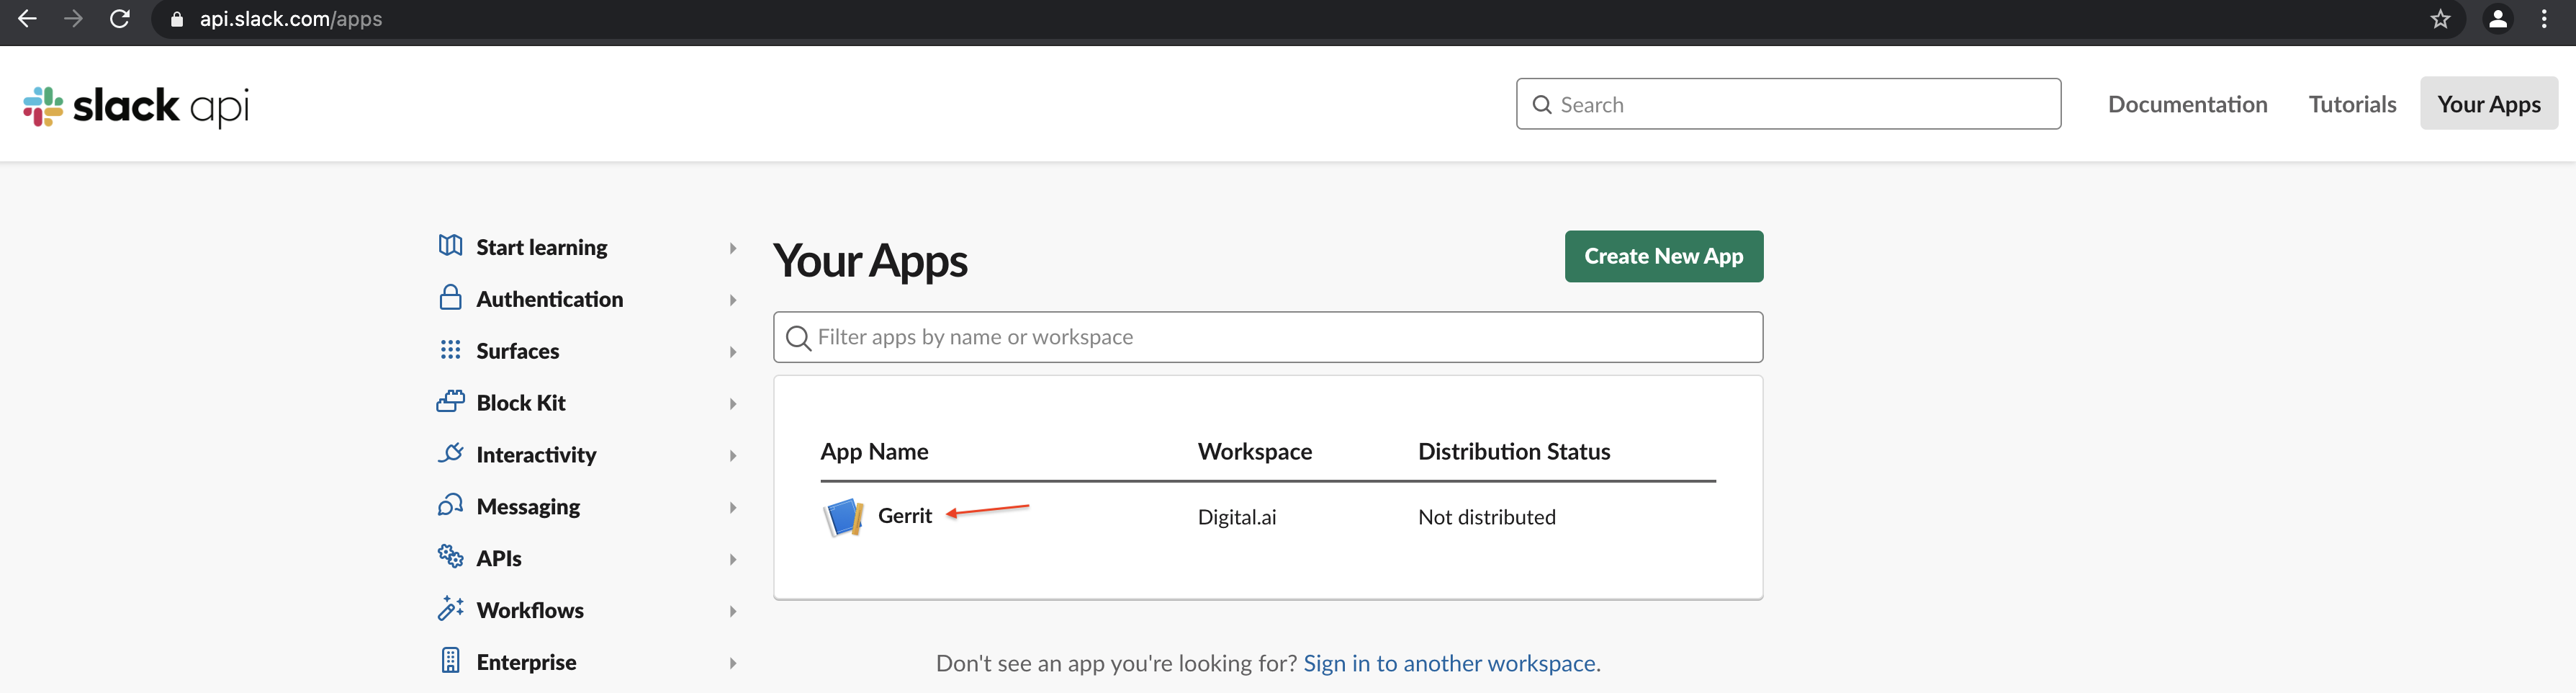 api.slack.com/apps
slack api
Search
Documentation
Tutorials
Your Apps
Start learning
Authentication
Surfaces
Block Kit
Interactivity
Messaging
APIs
Workflows
Enterprise
Your Apps
Create New App
Filter apps by name or workspace
App Name Workspace Distribution Status
Gerrit Digital.ai Not distributed
Don't see an app you're looking for? Sign in to another workspace.